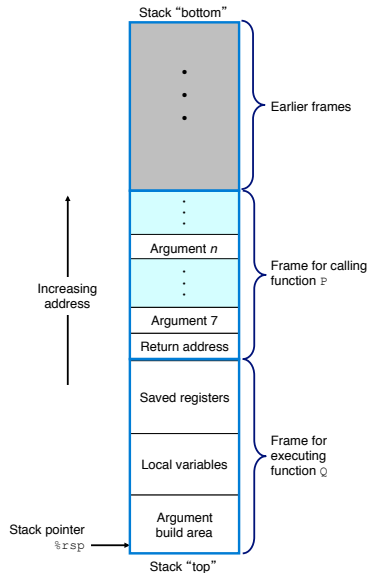 Stack “bottom”
Earlier frames
Argument n
Frame for calling
function P
Increasing
address
Argument 7
Return address
Saved registers
Frame for
executing
function Q
Local variables
Argument
build area
Stack pointer
%rsp
Stack “top”